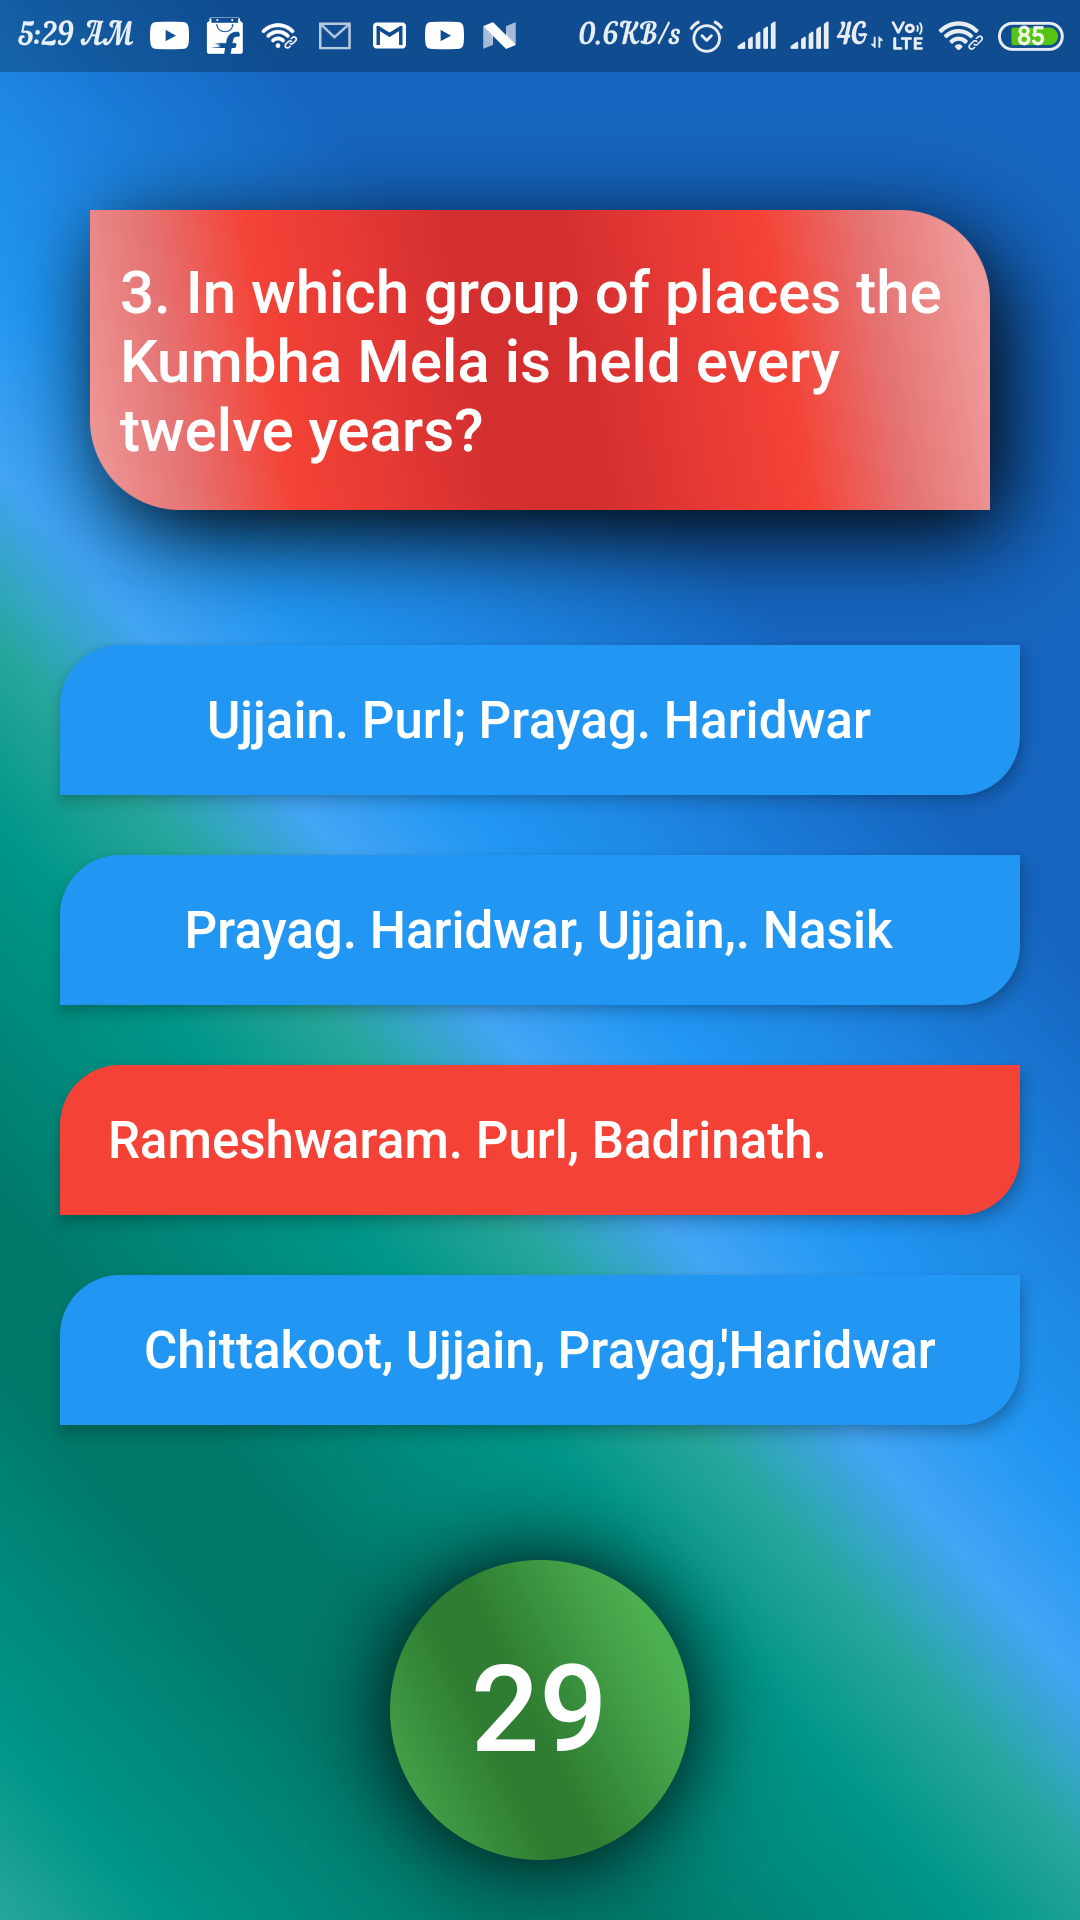 5:29 AM 0.6KB/s 4G VO)) LTE 85
3. In which group of places the
Kumbha Mela is held every
twelve years?
Ujjain. Purl; Prayag. Haridwar
Prayag. Haridwar, Ujjain,. Nasik
Rameshwaram. Purl, Badrinath.
Chittakoot, Ujjain, Prayag,'Haridwar
29